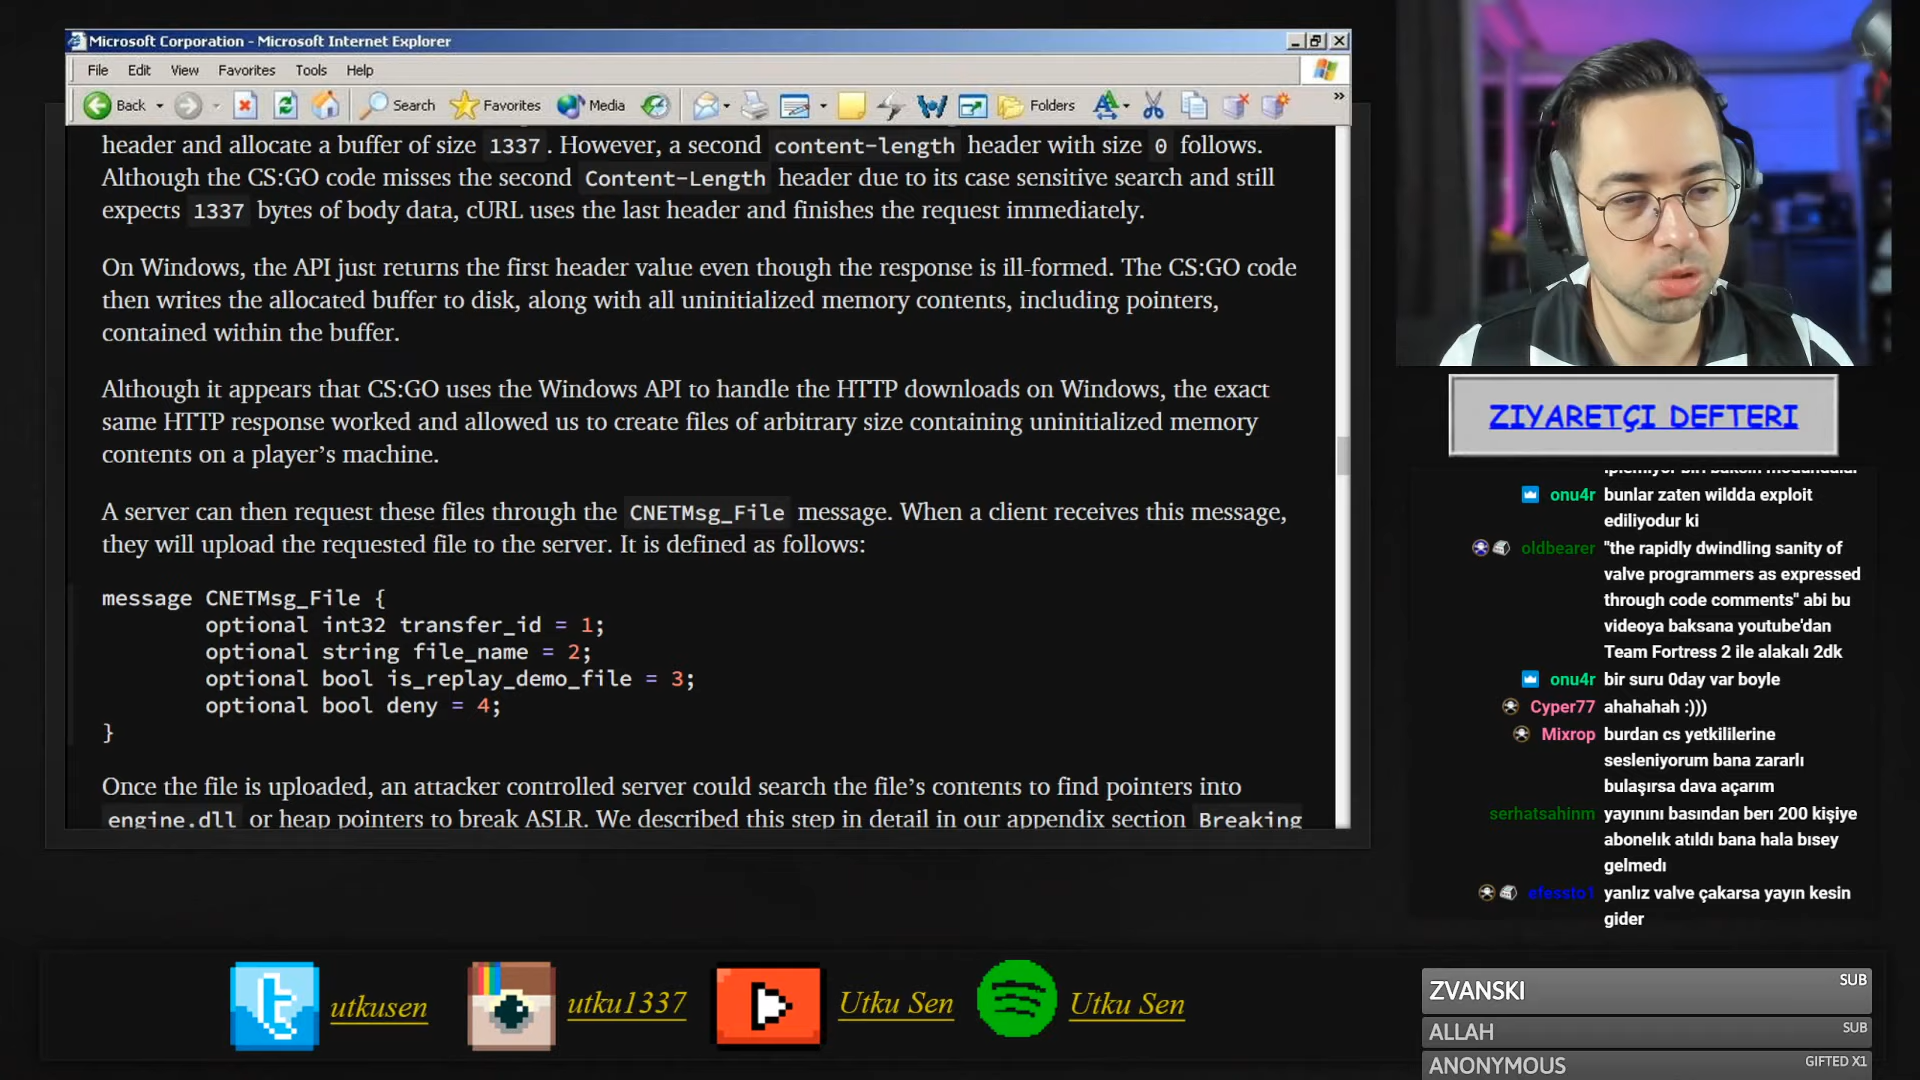 Microsoft Corporation - Microsoft Internet Explorer
File Edit View Favorites Tools Help
Back Search Favorites Media Folders
header and allocate a buffer of size 1337. However, a second content-length header with size 0 follows.
Although the CS:GO code misses the second Content-Length header due to its case sensitive search and still
expects 1337 bytes of body data, cURL uses the last header and finishes the request immediately.
On Windows, the API just returns the first header value even though the response is ill-formed. The CS:GO code
then writes the allocated buffer to disk, along with all uninitialized memory contents, including pointers,
contained within the buffer.
Although it appears that CS:GO uses the Windows API to handle the HTTP downloads on Windows, the exact
same HTTP response worked and allowed us to create files of arbitrary size containing uninitialized memory
contents on a player's machine.
A server can then request these files through the CNETMsg_File message. When a client receives this message,
they will upload the requested file to the server. It is defined as follows:
message CNETMsg_File {
optional int32 transfer_id = 1;
optional string file_name = 2;
optional bool is_replay_demo_file = 3;
optional bool deny = 4;
}
Once the file is uploaded, an attacker controlled server could search the file's contents to find pointers into
engine.dll or heap pointers to break ASLR. We described this step in detail in our appendix section Breaking
ZIYARETÇI DEFTERI
onu4r bunlar zaten wildda exploit
ediliyodur ki
oldbearer "the rapidly dwindling sanity of
valve programmers as expressed
through code comments" abi bu
videoya baksana youtube'dan
Team Fortress 2 ile alakalı 2dk
onu4r bir suru 0day var boyle
Cyper77 ahahahah :)))
Mixrop burdan cs yetkililerine
sesleniyorum bana zararlı
bulaşırsa dava açarım
serhatsahinm yayınını basından berı 200 kişiye
abonelık atıldı bana hala bısey
gelmedı
efessto1 yanlız valve çakarsa yayın kesin
gider
utkusen
utku1337
Utku Sen
Utku Sen
ZVANSKI SUB
ALLAH SUB
ANONYMOUS GIFTED X1